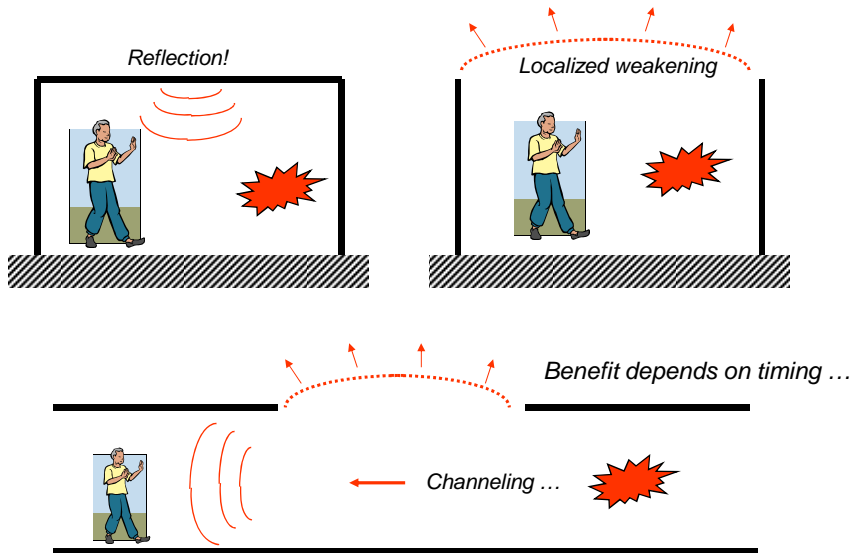 Reflection!
Localized weakening
Benefit depends on timing …
Channeling …